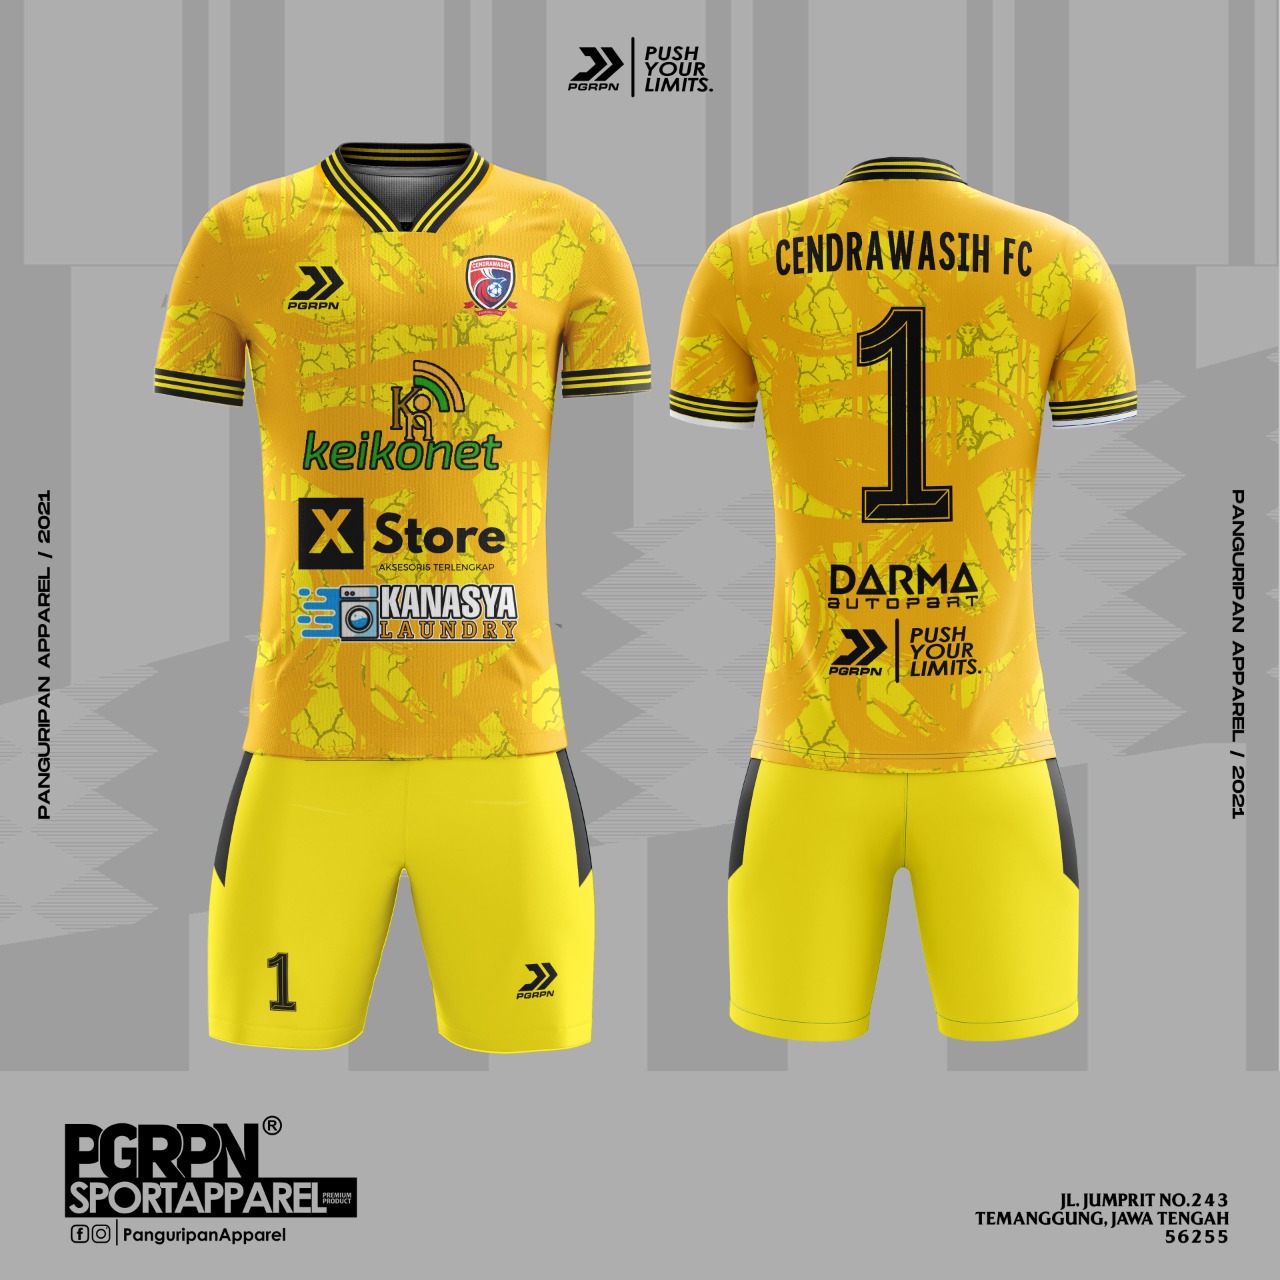 PGRPN
PUSH
YOUR
LIMITS.
PGRPN
CENDRAWASIH
KA
keikonet
X Store
AKSESORIS TERLENGKAP
KANASYA
LAUNDRY
1
PGRPN
CENDRAWASIH FC
1
DARMA
AUTOPART
PGRPN
PUSH
YOUR
LIMITS.
PANGURIPAN APPAREL / 2021
PANGURIPAN APPAREL / 2021
PGRPN®
SPORTAPPAREL PREMIUM
PRODUCT
PanguripanApparel
JL. JUMPRIT NO.243
TEMANGGUNG, JAWA TENGAH
56255